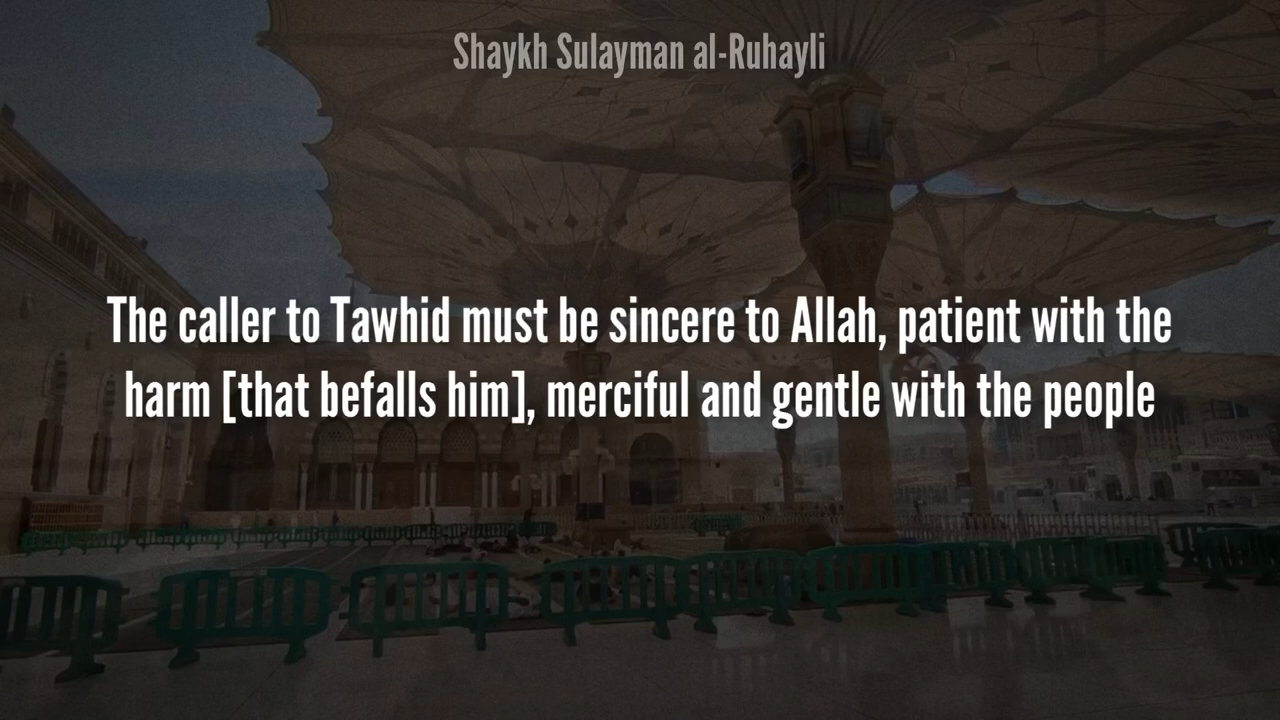 Shaykh Sulayman al-Ruhayli
The caller to Tawhid must be sincere to Allah, patient with the
harm [that befalls him], merciful and gentle with the people